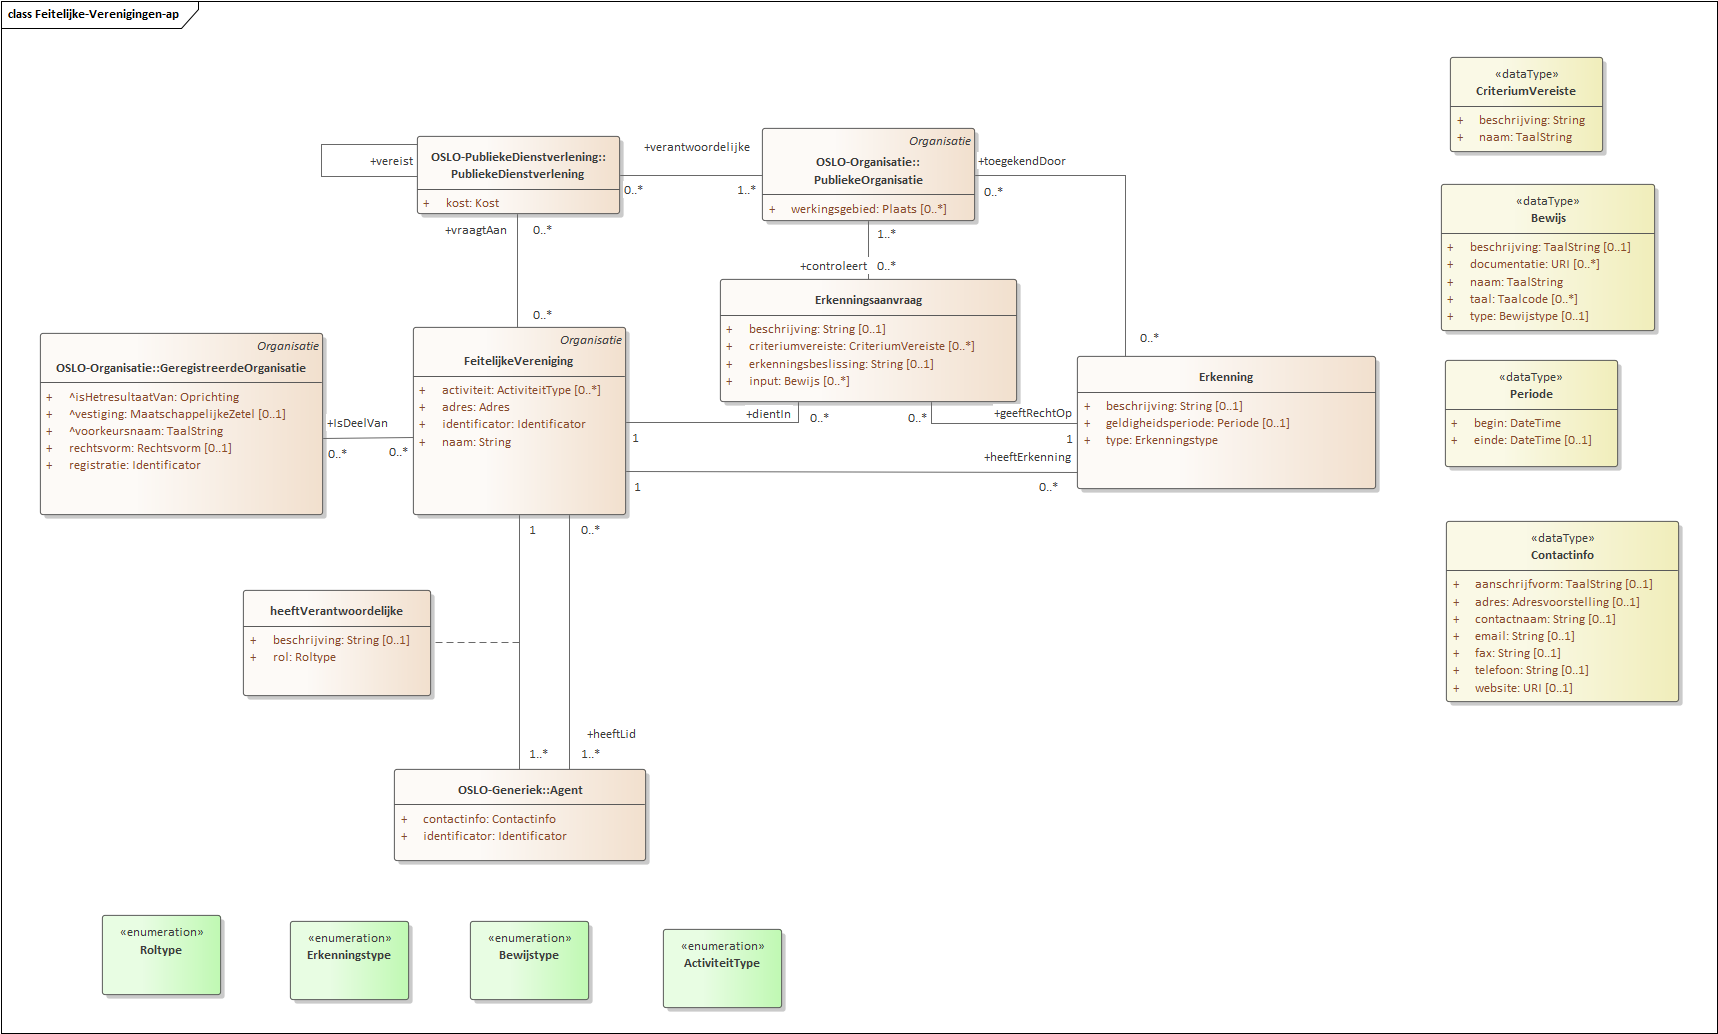 class Feitelijke-Verenigingen-ap
«dataType»
CriteriumVereiste
+ beschrijving: String
+ naam: TaalString
+vereist
OSLO-PubliekeDienstverlening::
PubliekeDienstverlening
+ kost: Kost
+verantwoordelijke
0..*
1..*
Organisatie
OSLO-Organisatie::
PubliekeOrganisatie
+ werkingsgebied: Plaats [0..*]
+toegekendDoor
0..*
«dataType»
Bewijs
+ beschrijving: TaalString [0..1]
+ documentatie: URI [0..*]
+ naam: TaalString
+ taal: Taalcode [0..*]
+ type: Bewijstype [0..1]
+vraagtAan
0..*
0..*
1..*
+controleert
0..*
Erkenningsaanvraag
+ beschrijving: String [0..1]
+ criteriumvereiste: CriteriumVereiste [0..*]
+ erkenningsbeslissing: String [0..1]
+ input: Bewijs [0..*]
0..*
Organisatie
OSLO-Organisatie::GeregistreerdeOrganisatie
+ ^isHetresultaatVan: Oprichting
+ ^vestiging: MaatschappelijkeZetel [0..1]
+ ^voorkeursnaam: TaalString
+ rechtsvorm: Rechtsvorm [0..1]
+ registratie: Identificator
+IsDeelVan
0..*
0..*
Organisatie
FeitelijkeVereniging
+ activiteit: ActiviteitType [0..*]
+ adres: Adres
+ identificator: Identificator
+ naam: String
+dientIn
0..*
1
0..*
+geeftRechtOp
1
+heeftErkenning
1
0..*
Erkenning
+ beschrijving: String [0..1]
+ geldigheidsperiode: Periode [0..1]
+ type: Erkenningstype
«dataType»
Periode
+ begin: DateTime
+ einde: DateTime [0..1]
1
0..*
«dataType»
Contactinfo
+ aanschrijfvorm: TaalString [0..1]
+ adres: Adresvoorstelling [0..1]
+ contactnaam: String [0..1]
+ email: String [0..1]
+ fax: String [0..1]
+ telefoon: String [0..1]
+ website: URI [0..1]
heeftVerantwoordelijke
+ beschrijving: String [0..1]
+ rol: Roltype
+heeftLid
1..*
1..*
OSLO-Generiek::Agent
+ contactinfo: Contactinfo
+ identificator: Identificator
«enumeration»
Roltype
«enumeration»
Erkenningstype
«enumeration»
Bewijstype
«enumeration»
ActiviteitType